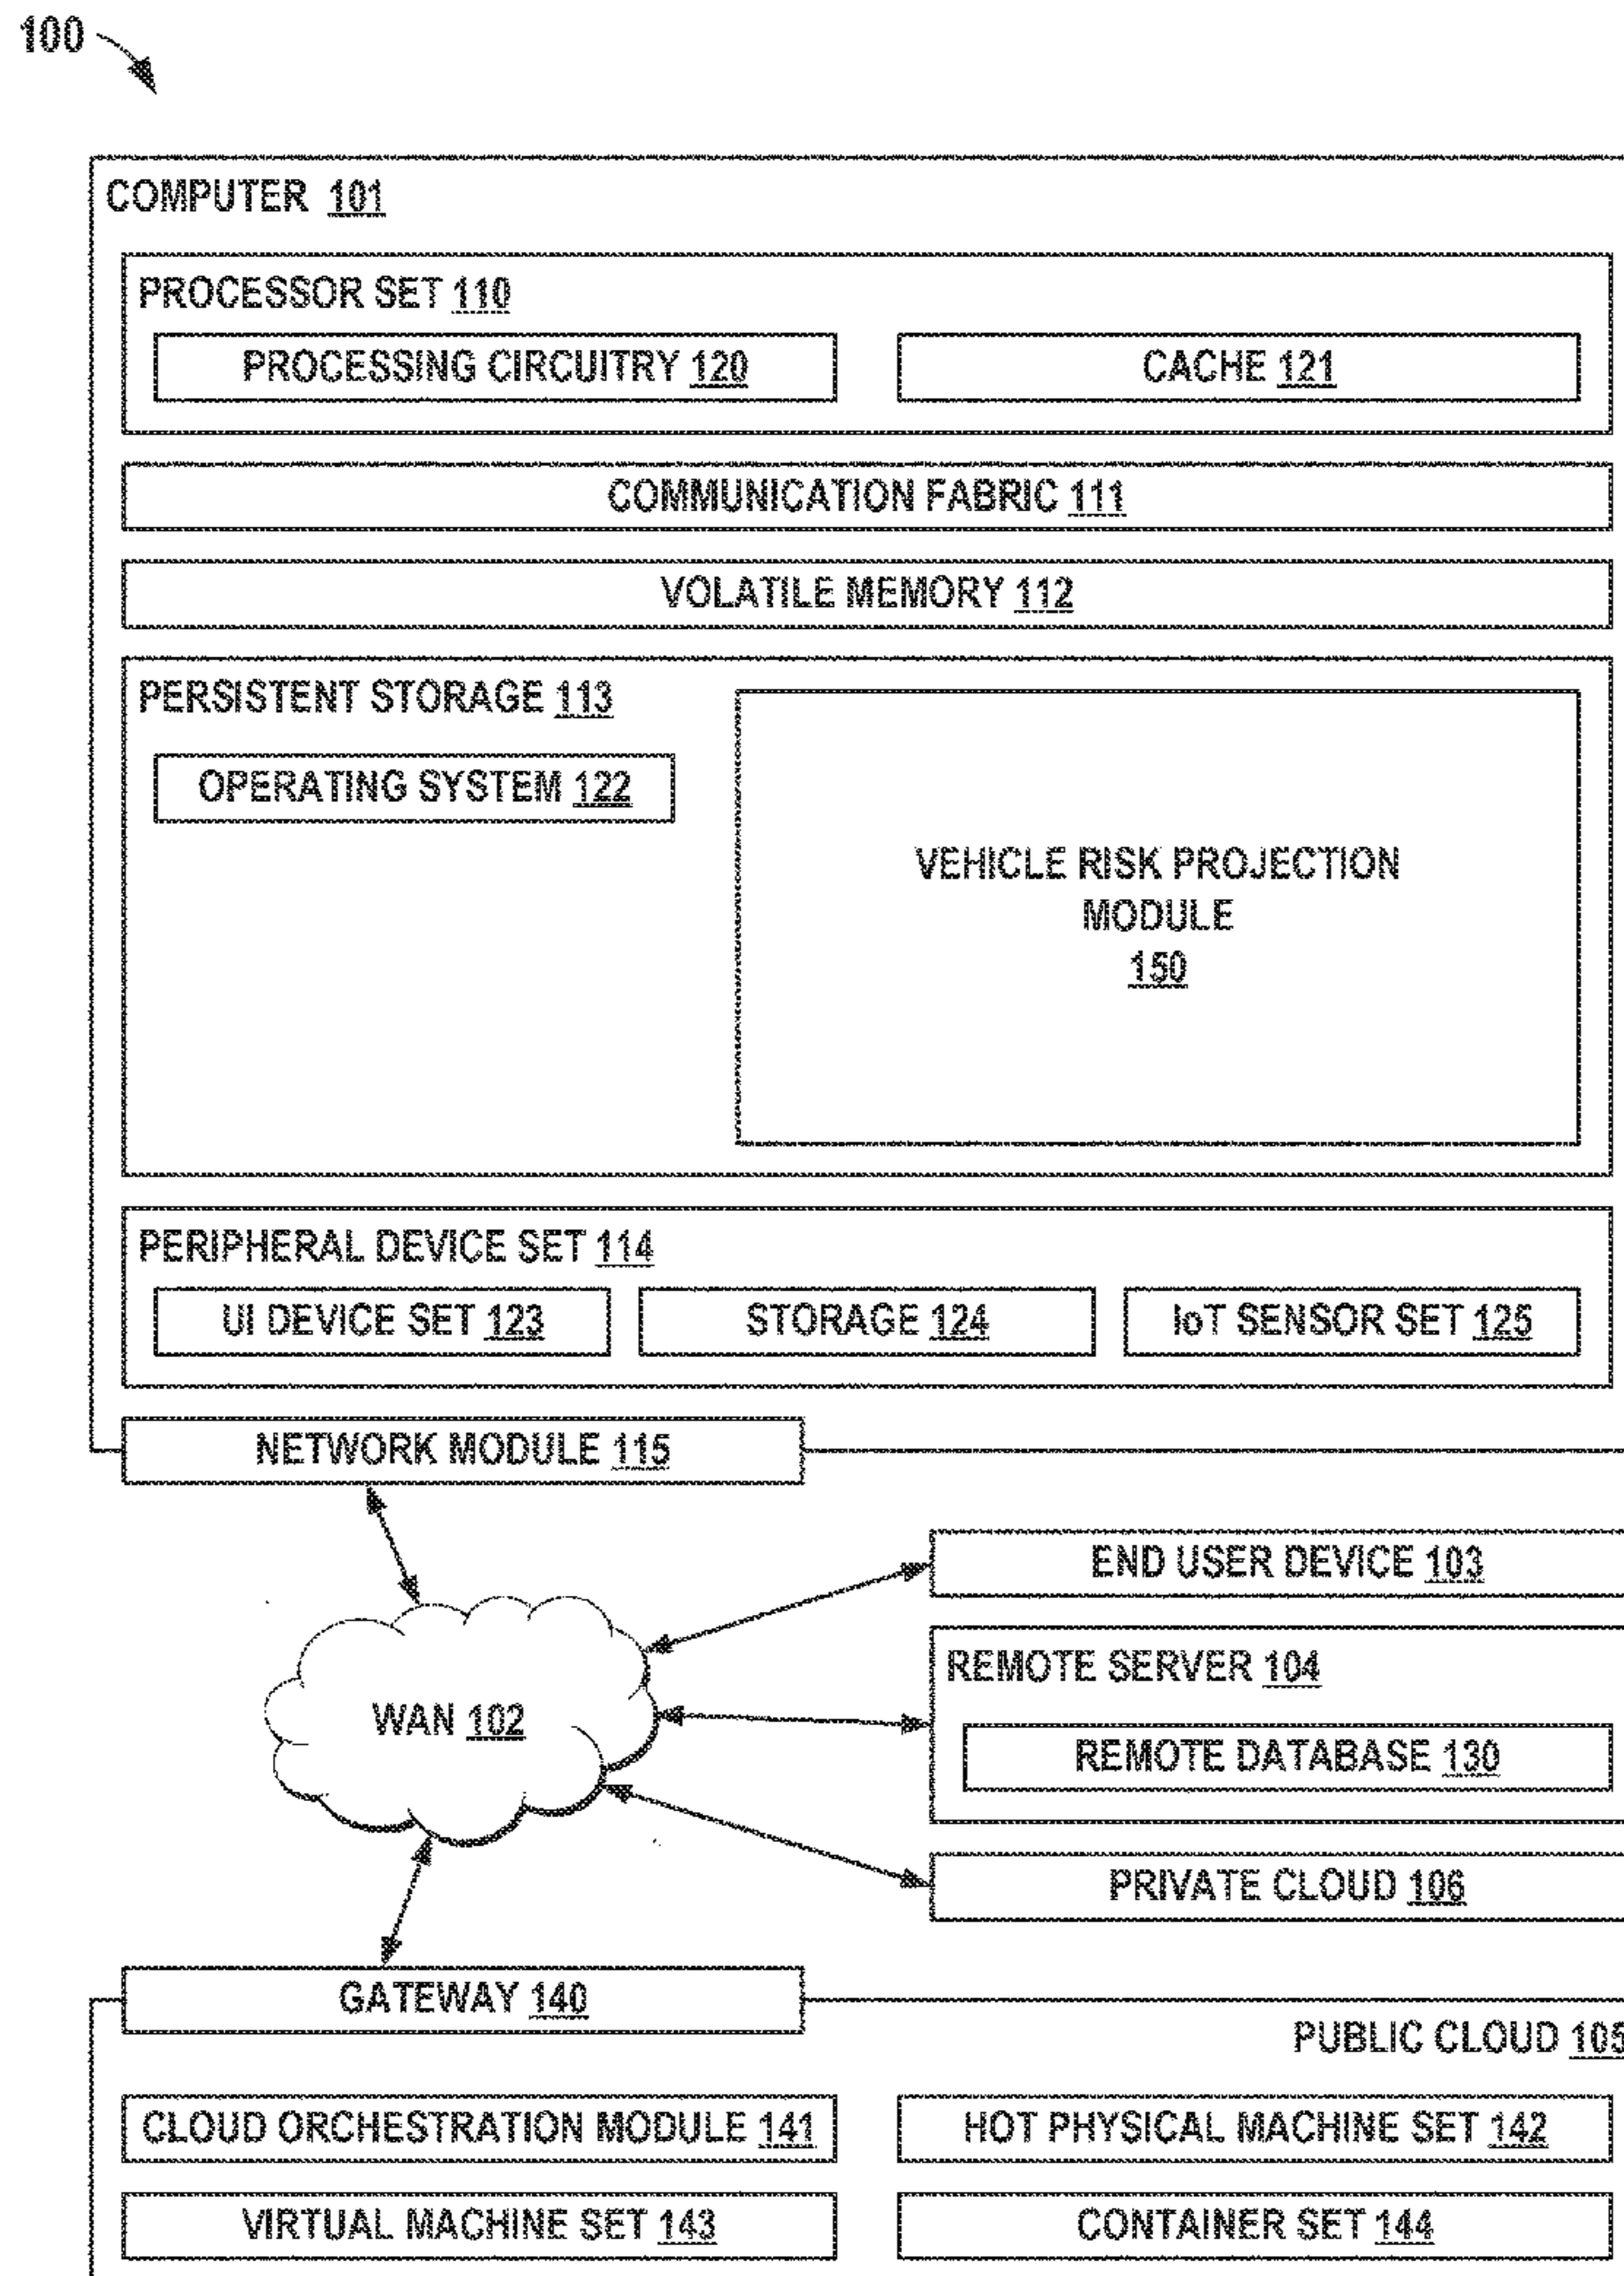 100
COMPUTER 101
PROCESSOR SET 110
PROCESSING CIRCUITRY 120
CACHE 121
COMMUNICATION FABRIC 111
VOLATILE MEMORY 112
PERSISTENT STORAGE 113
OPERATING SYSTEM 122
VEHICLE RISK PROJECTION
MODULE
150
PERIPHERAL DEVICE SET 114
UI DEVICE SET 123
STORAGE 124
IoT SENSOR SET 125
NETWORK MODULE 115
END USER DEVICE 103
REMOTE SERVER 104
WAN 102
REMOTE DATABASE 130
PRIVATE CLOUD 106
GATEWAY 140
PUBLIC CLOUD 105
CLOUD ORCHESTRATION MODULE 141
HOT PHYSICAL MACHINE SET 142
VIRTUAL MACHINE SET 143
CONTAINER SET 144